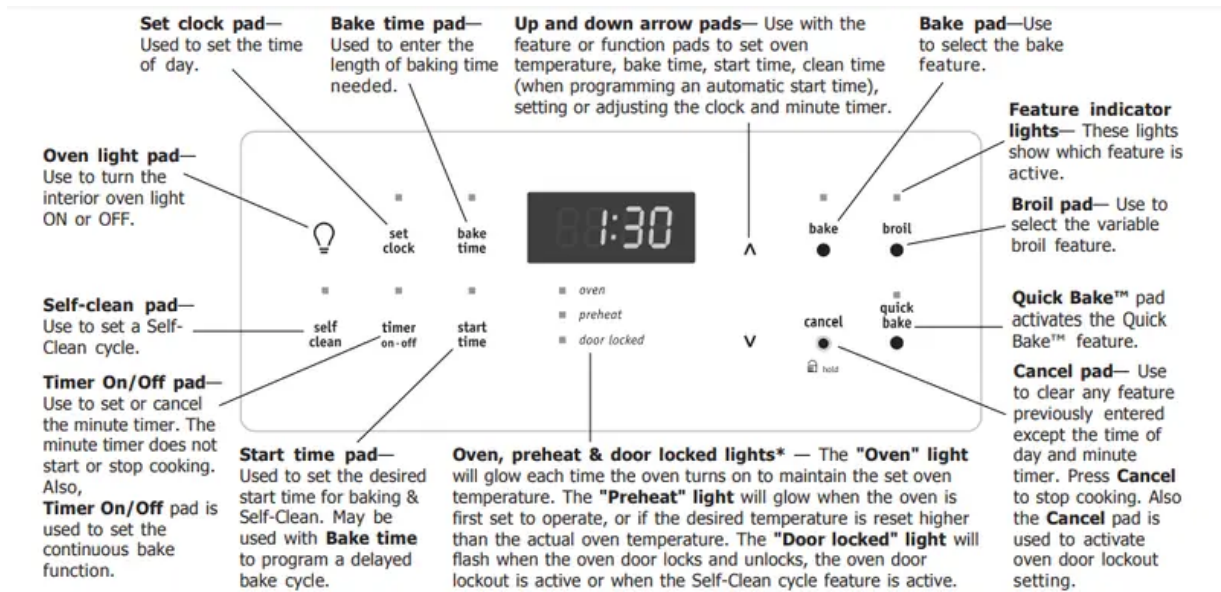 Set clock pad—
Used to set the time
of day.
Bake time pad—
Used to enter the
length of baking time
needed.
Up and down arrow pads— Use with the
feature or function pads to set oven
temperature, bake time, start time, clean time
(when programming an automatic start time),
setting or adjusting the clock and minute timer.
Bake pad—Use
to select the bake
feature.
Feature indicator
lights— These lights
show which feature is
active.
Oven light pad—
Use to turn the
interior oven light
ON or OFF.
Broil pad— Use to
select the variable
broil feature.
set
clock
bake
time
1:30
bake
broil
oven
preheat
door locked
self
clean
timer
on-off
start
time
cancel
hold
quick
bake
Self-clean pad—
Use to set a Self-
Clean cycle.
Quick Bake™ pad
activates the Quick
Bake™ feature.
Timer On/Off pad—
Use to set or cancel
the minute timer. The
minute timer does not
start or stop cooking.
Also,
Timer On/Off pad is
used to set the
continuous bake
function.
Start time pad—
Used to set the desired
start time for baking &
Self-Clean. May be
used with Bake time
to program a delayed
bake cycle.
Oven, preheat & door locked lights* — The "Oven" light
will glow each time the oven turns on to maintain the set oven
temperature. The "Preheat" light will glow when the oven is
first set to operate, or if the desired temperature is reset higher
than the actual oven temperature. The "Door locked" light will
flash when the oven door locks and unlocks, the oven door
lockout is active or when the Self-Clean cycle feature is active.
Cancel pad— Use
to clear any feature
previously entered
except the time of
day and minute
timer. Press Cancel
to stop cooking. Also
the Cancel pad is
used to activate
oven door lockout
setting.